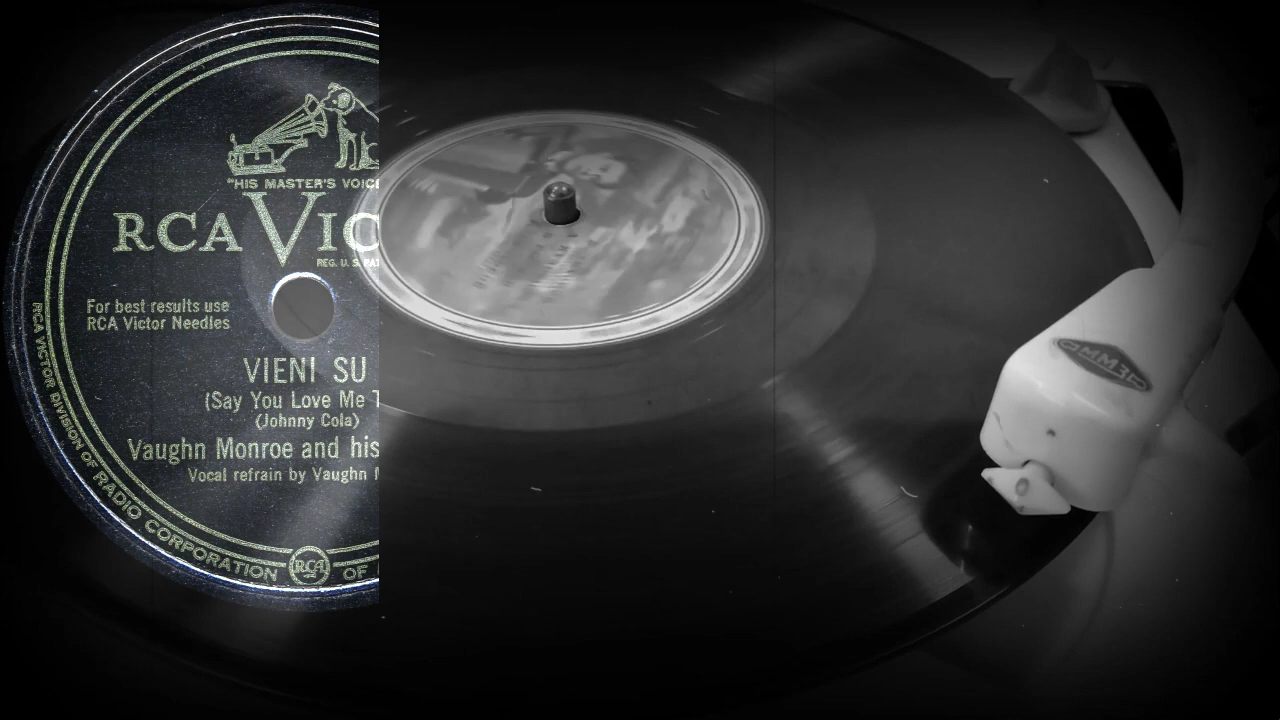 "HIS MASTER'S VOICE
RCA VIC
REG. U. S. PAT
For best results use
RCA Victor Needles
VIENI SU
(Say You Love Me T
(Johnny Cola)
Vaughn Monroe and his
Vocal refrain by Vaughn M
RCA VICTOR DIVISION OF RADIO CORPORATION OF
RCA